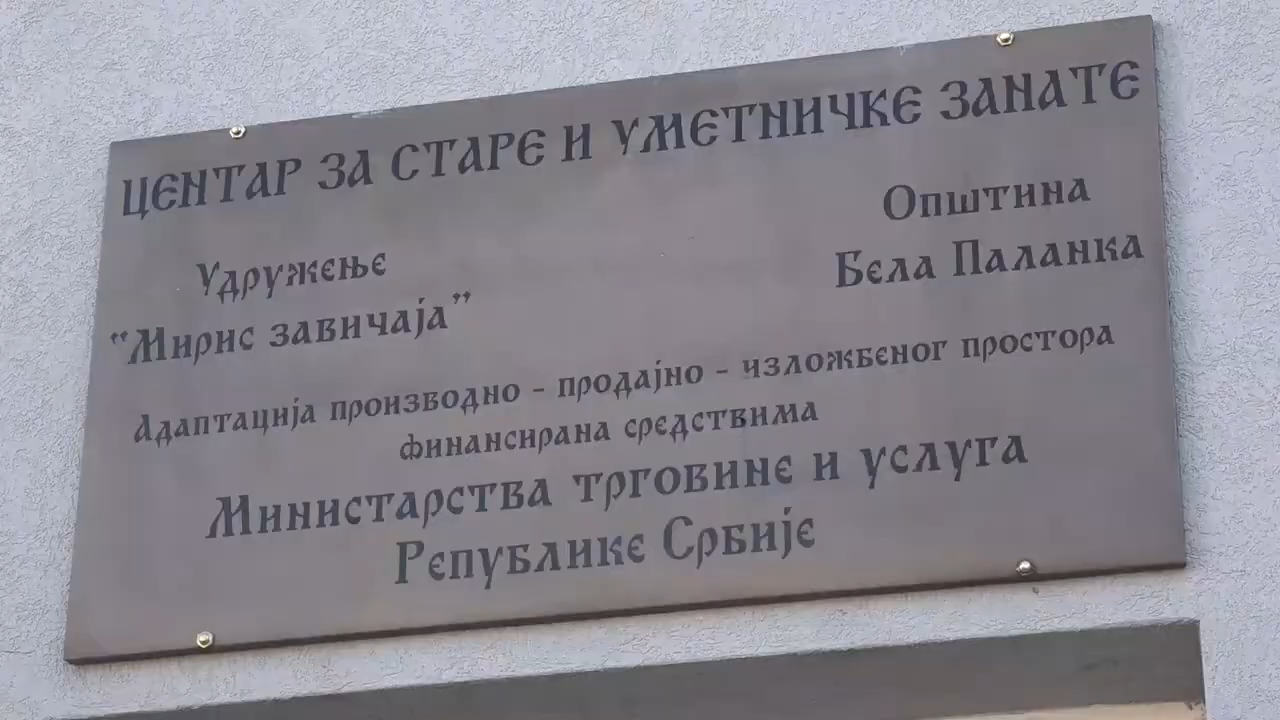 ЦЕНТАР ЗА СТАРЕ И УМЕТНИЧКЕ ЗАНАТЕ
Удружење
“Мирис завичаја”
Општина
Бела Паланка
Адаптација производно - продајно - изложбеног простора
финансирана средствима
Министарства трговине и услуга
Републике Србије